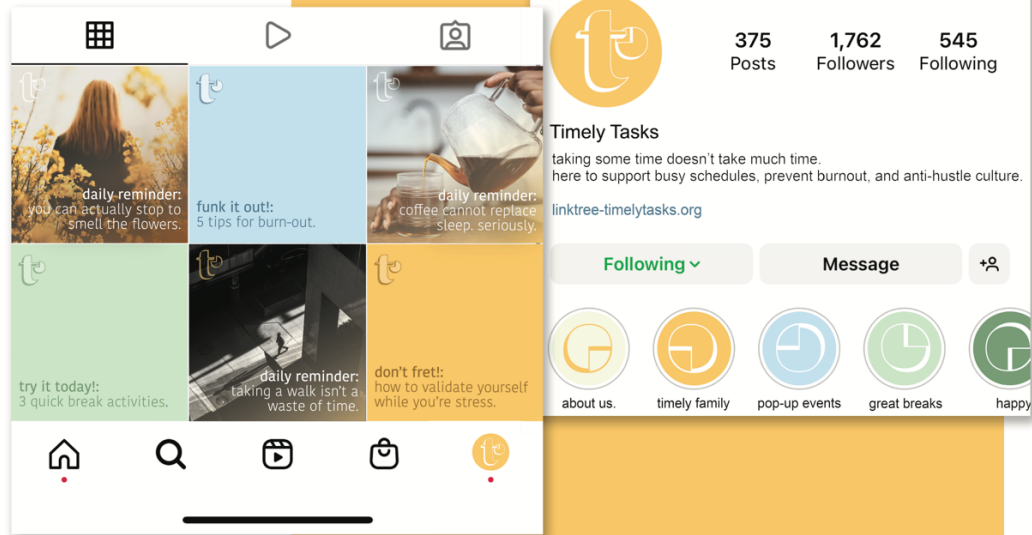 daily reminder:
you can actually stop to
smell the flowers.
funk it out!:
5 tips for burn-out.
daily reminder:
coffee cannot replace
sleep. seriously.
try it today!:
3 quick break activities.
daily reminder:
taking a walk isn't a
waste of time.
don't fret!:
how to validate yourself
while you're stress.
375 1,762 545
Posts Followers Following
Timely Tasks
taking some time doesn't take much time.
here to support busy schedules, prevent burnout, and anti-hustle culture.
linktree-timelytasks.org
Following Message
about us. timely family pop-up events great breaks happy